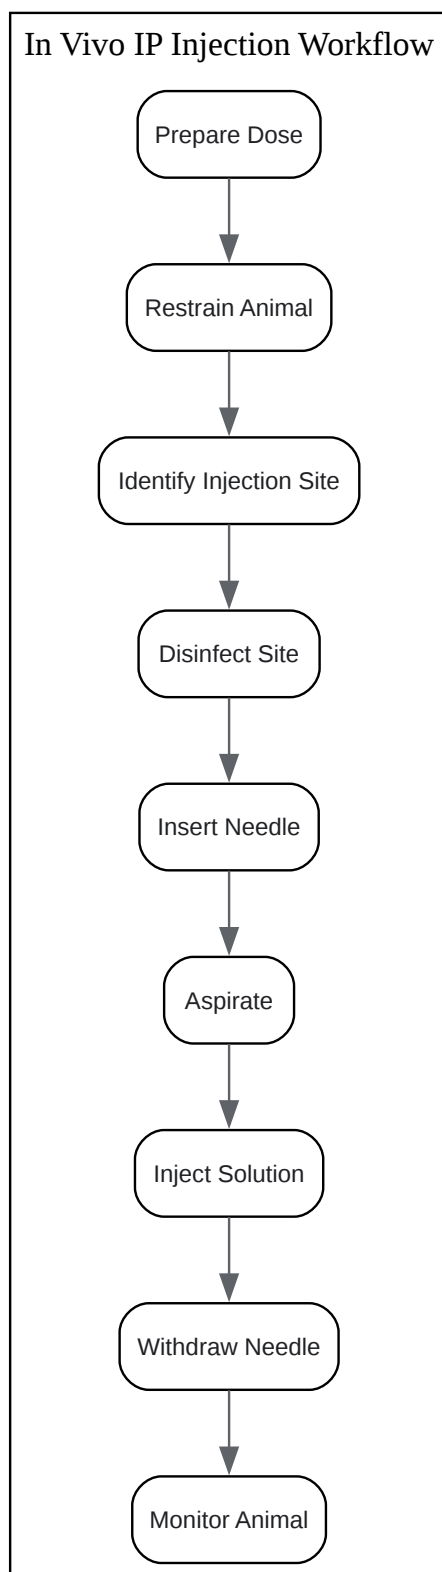 In Vivo IP Injection Workflow
Prepare Dose
Restrain Animal
Identify Injection Site
Disinfect Site
Insert Needle
Aspirate
Inject Solution
Withdraw Needle
Monitor Animal